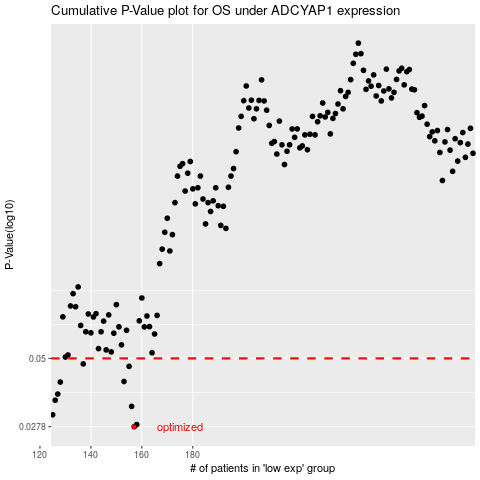 Cumulative P-Value plot for OS under ADCYAP1 expression
P-Value(log10)
0.05
0.0278
optimized
120 140 160 180
# of patients in 'low exp' group